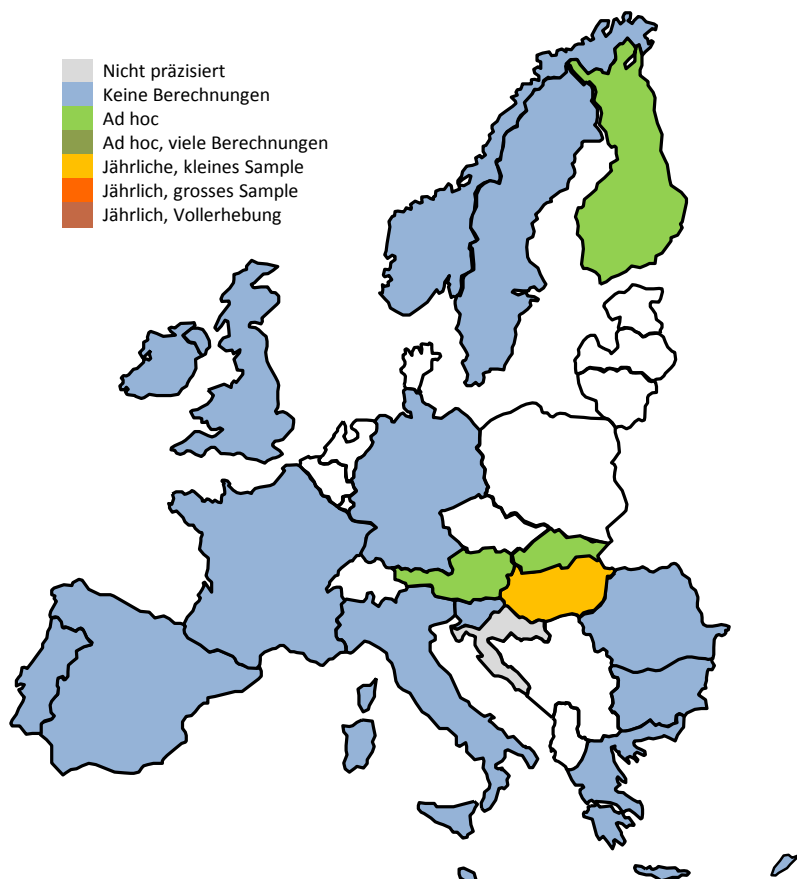 Nicht präzisiert
Keine Berechnungen
Ad hoc
Ad hoc, viele Berechnungen
Jährliche, kleines Sample
Jährlich, grosses Sample
Jährlich, Vollerhebung